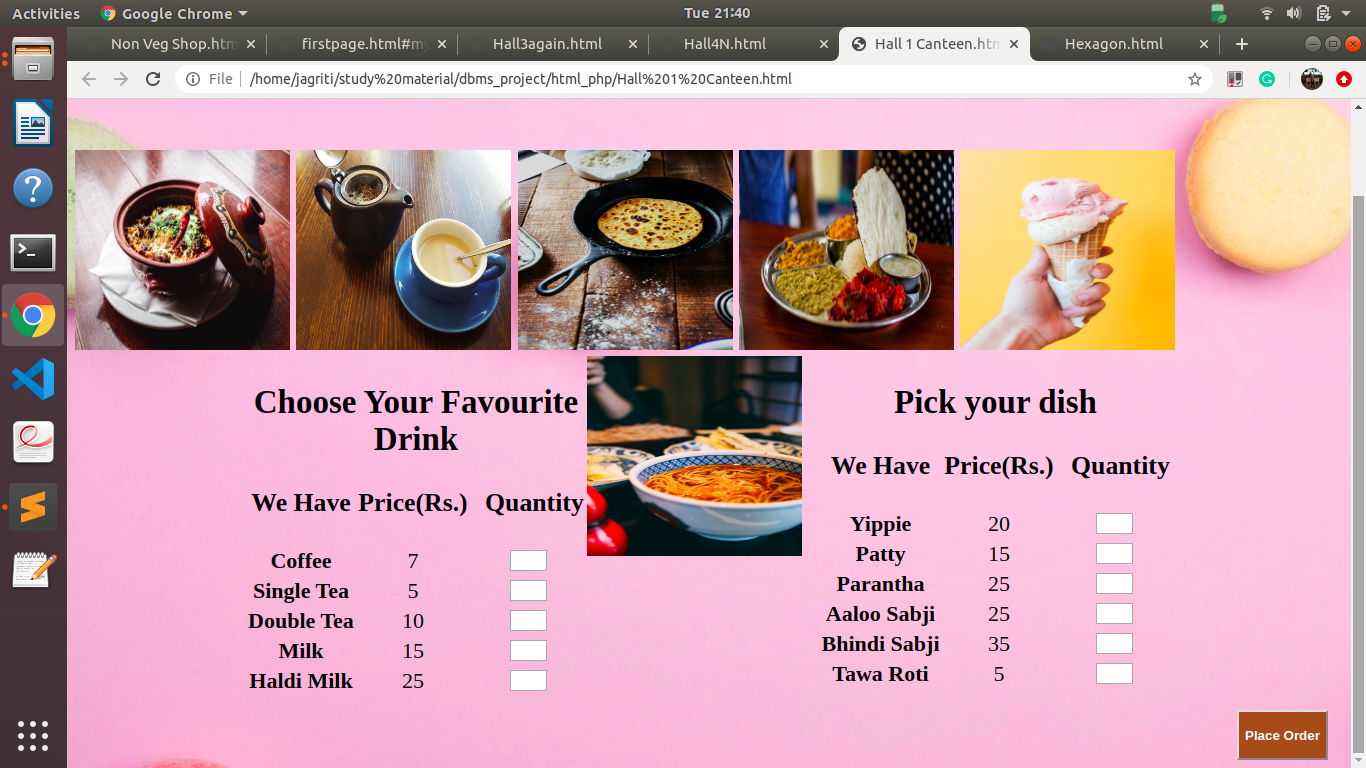 Activities Google Chrome Tue 21:40
Non Veg Shop.htm firstpage.html#my Hall3again.html Hall4N.html Hall 1 Canteen.htm Hexagon.html
File /home/jagriti/study%20material/dbms_project/html_php/Hall%201%20Canteen.html
Choose Your Favourite
Drink
We Have Price(Rs.) Quantity
Coffee 7
Single Tea 5
Double Tea 10
Milk 15
Haldi Milk 25
Pick your dish
We Have Price(Rs.) Quantity
Yippie 20
Patty 15
Parantha 25
Aaloo Sabji 25
Bhindi Sabji 35
Tawa Roti 5
Place Order